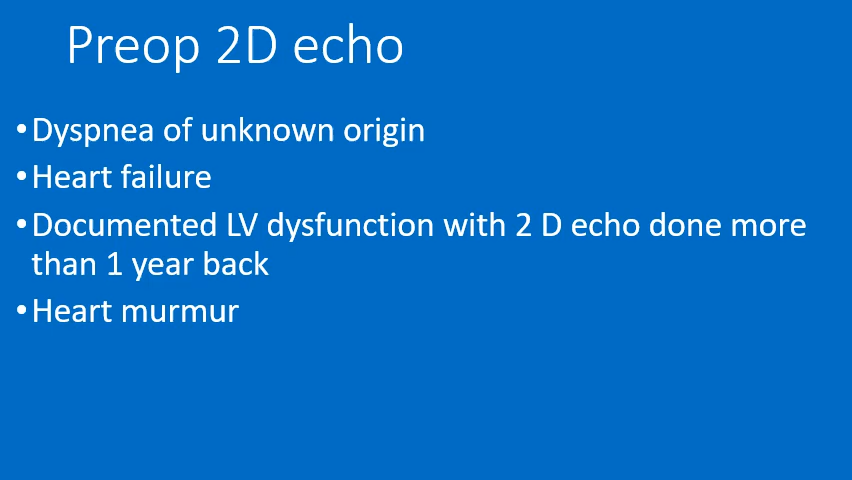 Preop 2D echo
•Dyspnea of unknown origin
•Heart failure
•Documented LV dysfunction with 2 D echo done more
than 1 year back
•Heart murmur